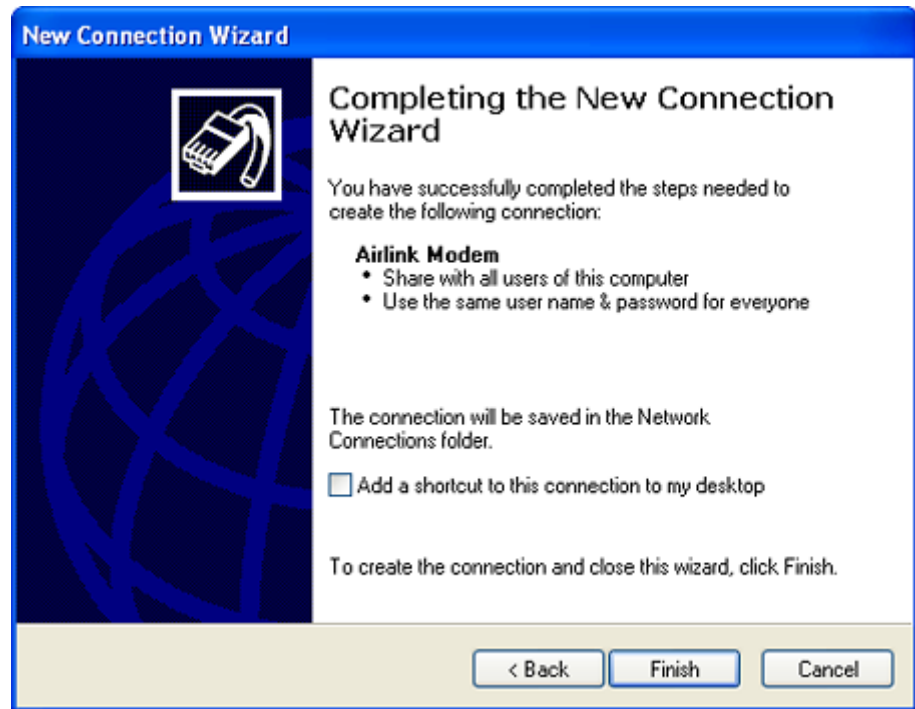 New Connection Wizard
Completing the New Connection
Wizard
You have successfully completed the steps needed to
create the following connection:
Airlink Modem
• Share with all users of this computer
• Use the same user name & password for everyone
The connection will be saved in the Network
Connections folder.
Add a shortcut to this connection to my desktop
To create the connection and close this wizard, click Finish.
< Back Finish Cancel